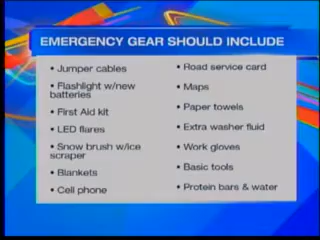 EMERGENCY GEAR SHOULD INCLUDE
• Jumper cables
• Flashlight w/new
batteries
• First Aid kit
• LED flares
• Snow brush w/ice
scraper
• Blankets
• Cell phone
• Road service card
• Maps
• Paper towels
• Extra washer fluid
• Work gloves
• Basic tools
• Protein bars & water